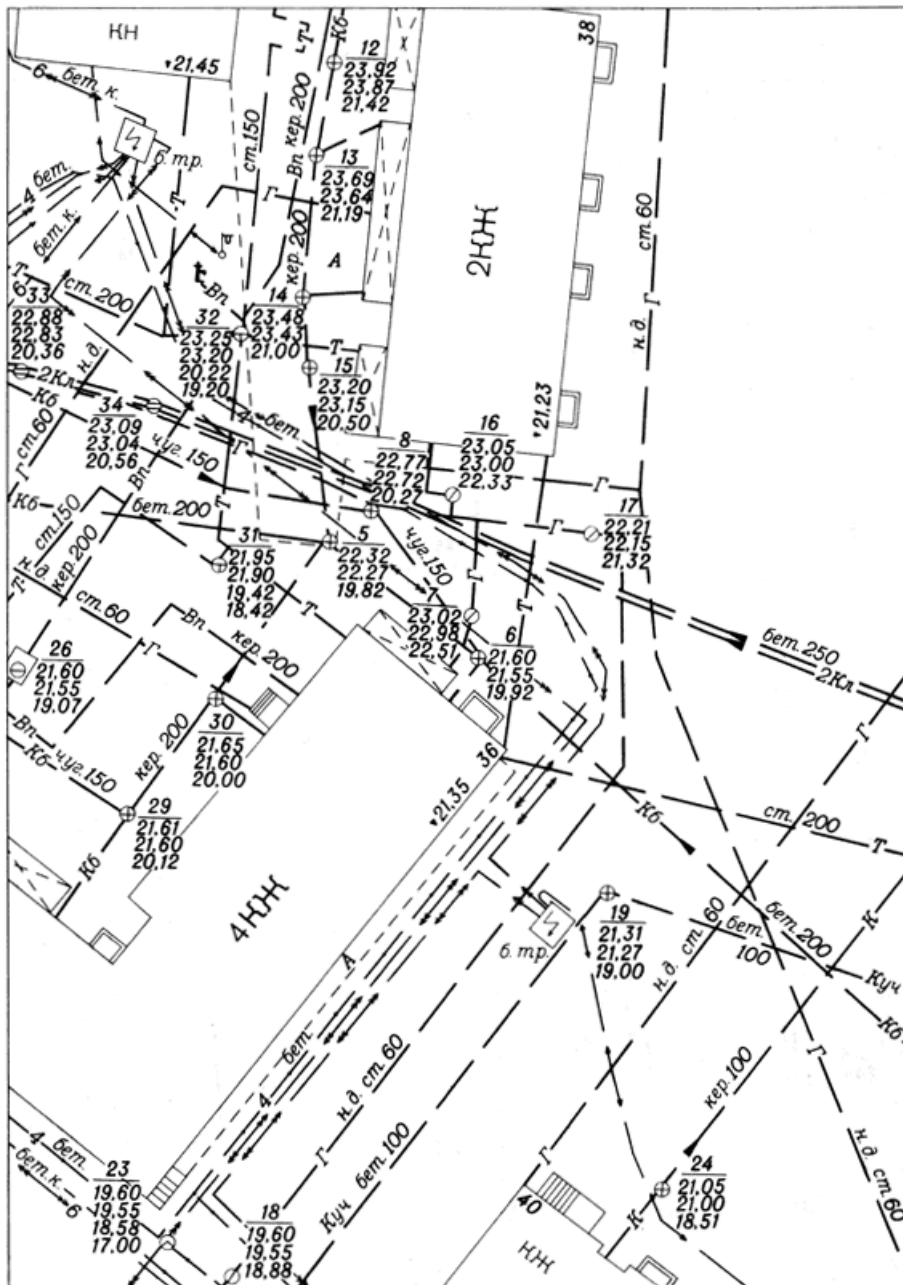 КН
21.45
6
бет. к.
б. тр.
4 бет.
бет. к.
Т
ст.150
Т
Кб
Вп кер.200
12
23.92
23.87
21.42
38
13
23.69
23.64
21.19
Г
кер.200
А
2КЖ
ст.60
Г
н.д.
Т
б
ст.200
Вп
14
23.48
23.43
21.00
33
22.88
22.83
20.36
32
23.25
23.20
20.22
19.20
Т
15
23.20
23.15
20.50
н.д.
2Кл
Кб
34
23.09
23.04
20.56
ст.60
Г
Вп
чуг.150
4
бет.
Г
8
22.77
22.72
20.27
16
23.05
23.00
22.33
21.23
Г
Кб
бет.200
Т
17
22.21
22.15
21.32
Г
ст.150
кер.200
31
21.95
21.90
19.42
18.42
5
22.32
22.27
19.82
чуг.150
Г
Т
н.д.
ст.60
Т
Вп
кер.200
Т
7
23.02
22.98
22.51
6
21.60
21.55
19.92
бет.250
2Кл
26
21.60
21.55
19.07
Г
Вп
Кб
чуг.150
кер.200
30
21.65
21.60
20.00
36
21.35
29
21.61
21.60
20.12
Кб
4КЖ
А
Г
Кб
ст.200
Т
б. тр.
19
21.31
21.27
19.00
н.д. ст.60
бет.
100
бет.200
К
Куч
Кб
4
бет.
н.д. ст.60
Г
кер.100
Г
н.д. ст.60
4
бет.
бет.к.
6
23
19.60
19.55
18.58
17.00
18
19.60
19.55
18.88
Г
Куч
бет.100
Г
40
КЖ
К
24
21.05
21.00
18.51